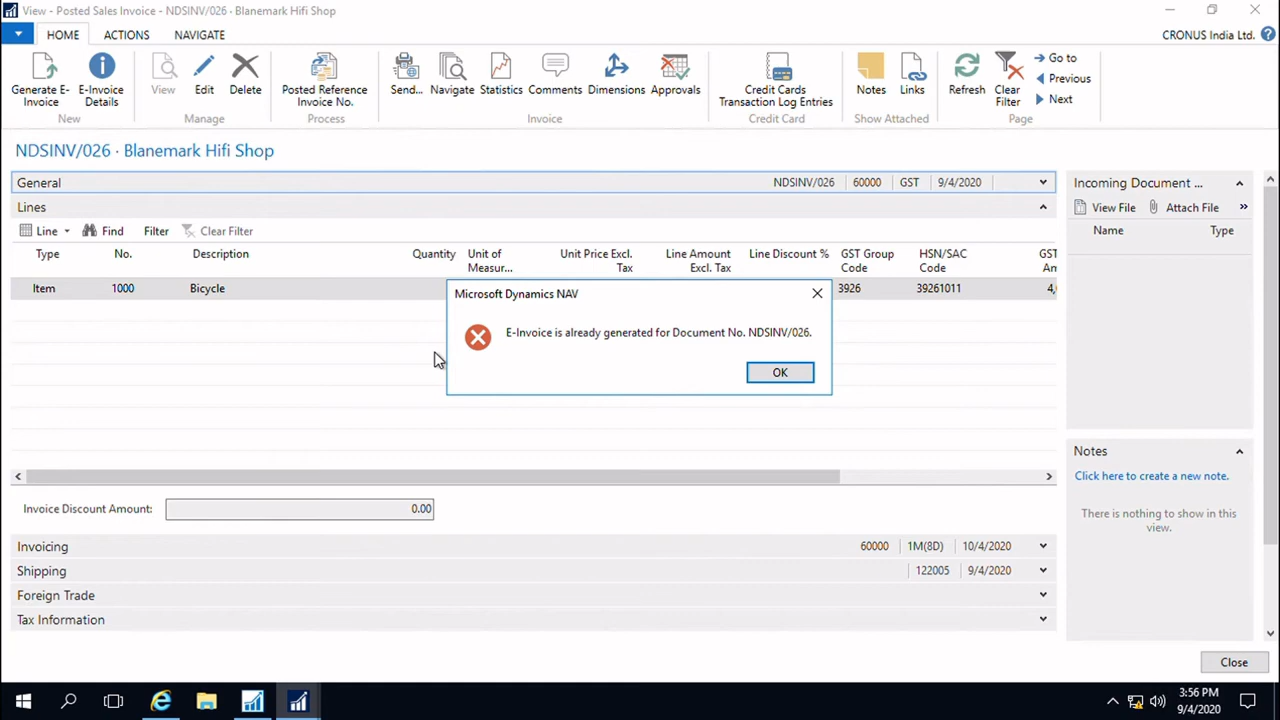 View - Posted Sales Invoice - NDSINV/026 · Blanemark Hifi Shop
HOME ACTIONS NAVIGATE CRONUS India Ltd.
Generate E-Invoice
E-Invoice Details
New
View
Edit
Delete
Manage
Posted Reference Invoice No.
Process
Send...
Navigate
Statistics
Comments
Dimensions
Approvals
Invoice
Credit Cards Transaction Log Entries
Credit Card
Notes
Links
Show Attached
Refresh
Clear Filter
Go to
Previous
Next
Page
NDSINV/026 · Blanemark Hifi Shop
General NDSINV/026 60000 GST 9/4/2020
Lines
Line Find Filter Clear Filter
Type No. Description Quantity Unit of Measur... Unit Price Excl. Tax Line Amount Excl. Tax Line Discount % GST Group Code HSN/SAC Code GST Am
Item 1000 Bicycle 3926 39261011 4,
Microsoft Dynamics NAV
E-Invoice is already generated for Document No. NDSINV/026.
OK
Invoice Discount Amount: 0.00
Invoicing 60000 1M(8D) 10/4/2020
Shipping 122005 9/4/2020
Foreign Trade
Tax Information
Incoming Document ...
View File Attach File »
Name Type
Notes
Click here to create a new note.
There is nothing to show in this view.
Close
3:56 PM
9/4/2020